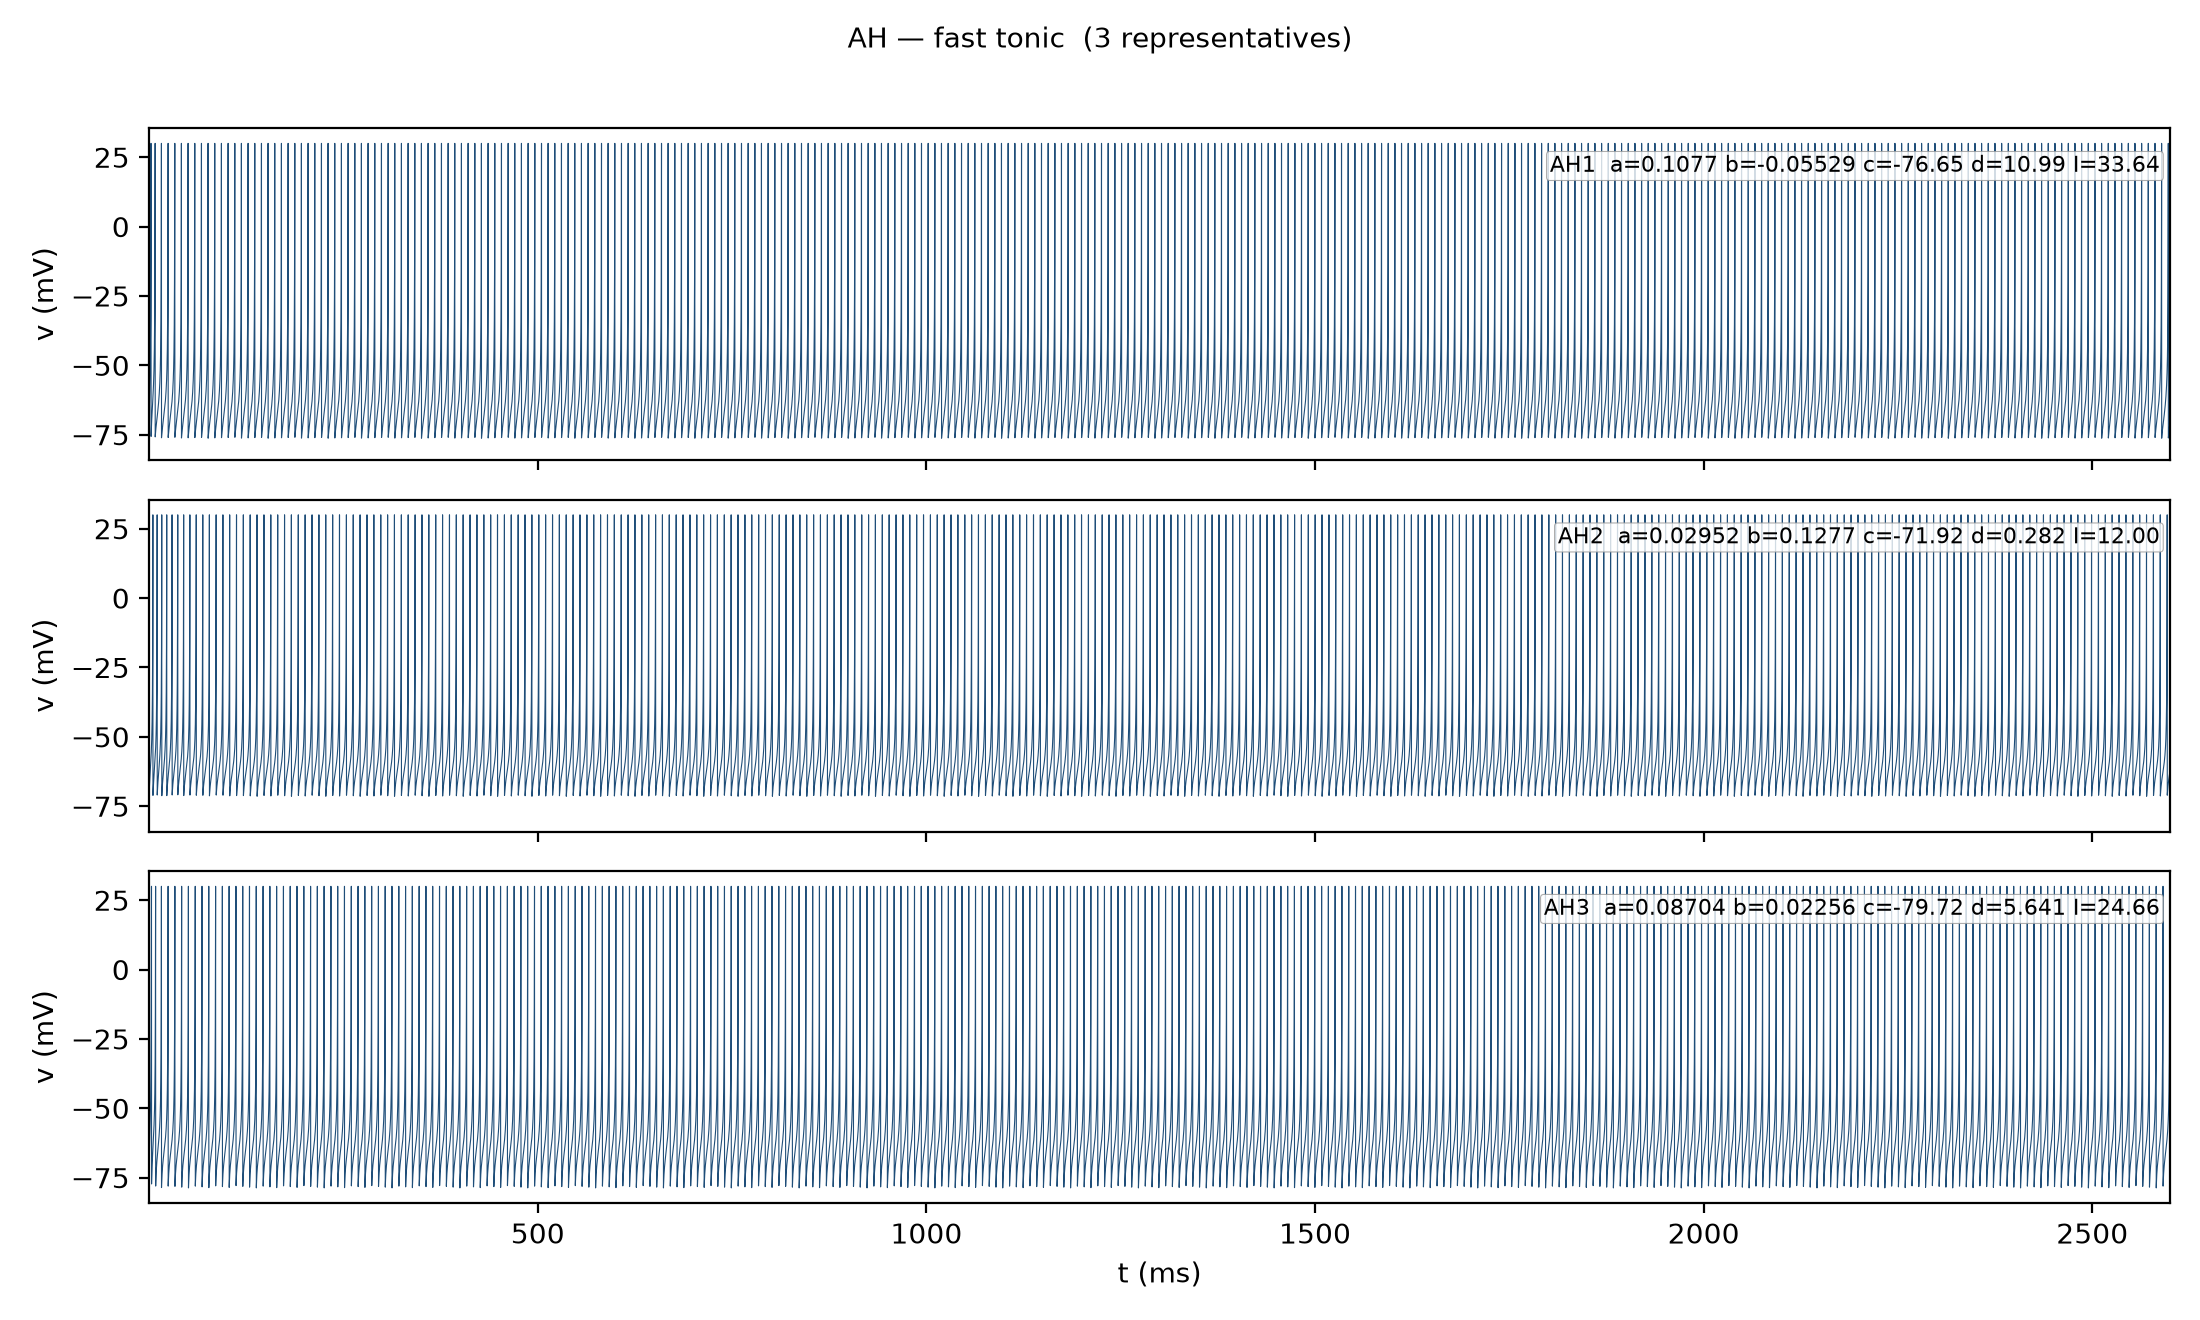 AH — fast tonic  (3 representatives)
25
0
−25
−50
−75
v (mV)
AH1  a=0.1077 b=-0.05529 c=-76.65 d=10.99 I=33.64
25
0
−25
−50
−75
v (mV)
AH2  a=0.02952 b=0.1277 c=-71.92 d=0.282 I=12.00
25
0
−25
−50
−75
v (mV)
AH3  a=0.08704 b=0.02256 c=-79.72 d=5.641 I=24.66
500 1000 1500 2000 2500
t (ms)